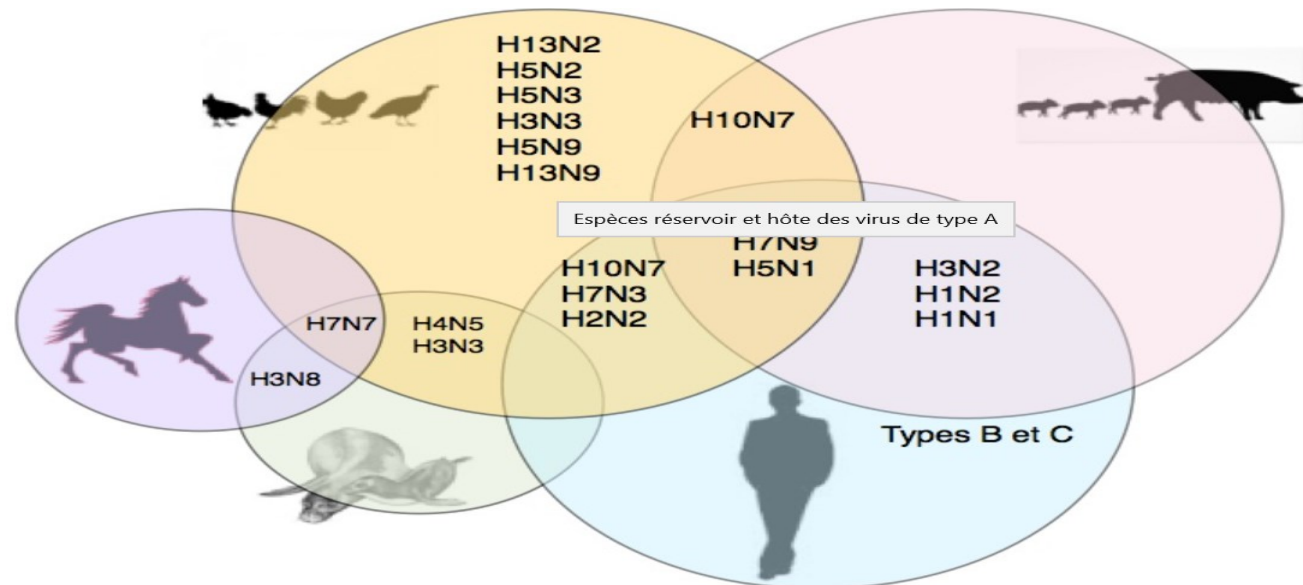 H13N2
H5N2
H5N3
H3N3
H5N9
H13N9
H10N7
Espèces réservoir et hôte des virus de type A
H7N9
H5N1
H10N7
H7N3
H2N2
H3N2
H1N2
H1N1
H7N7
H4N5
H3N3
H3N8
Types B et C